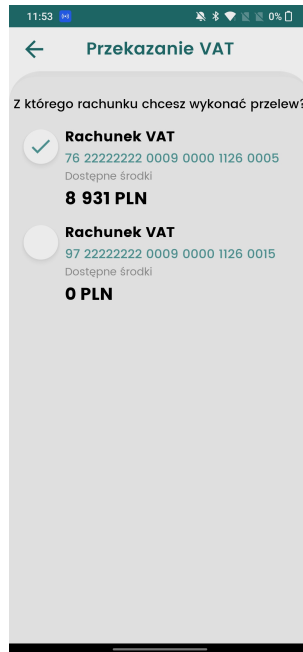 11:53 0%
Przekazanie VAT
Z którego rachunku chcesz wykonać przelew?
Rachunek VAT
76 22222222 0009 0000 1126 0005
Dostępne środki
8 931 PLN
Rachunek VAT
97 22222222 0009 0000 1126 0015
Dostępne środki
0 PLN